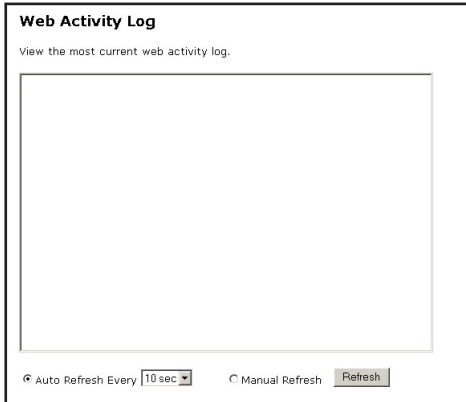 Web Activity Log
View the most current web activity log.
Auto Refresh Every 10 sec Manual Refresh Refresh